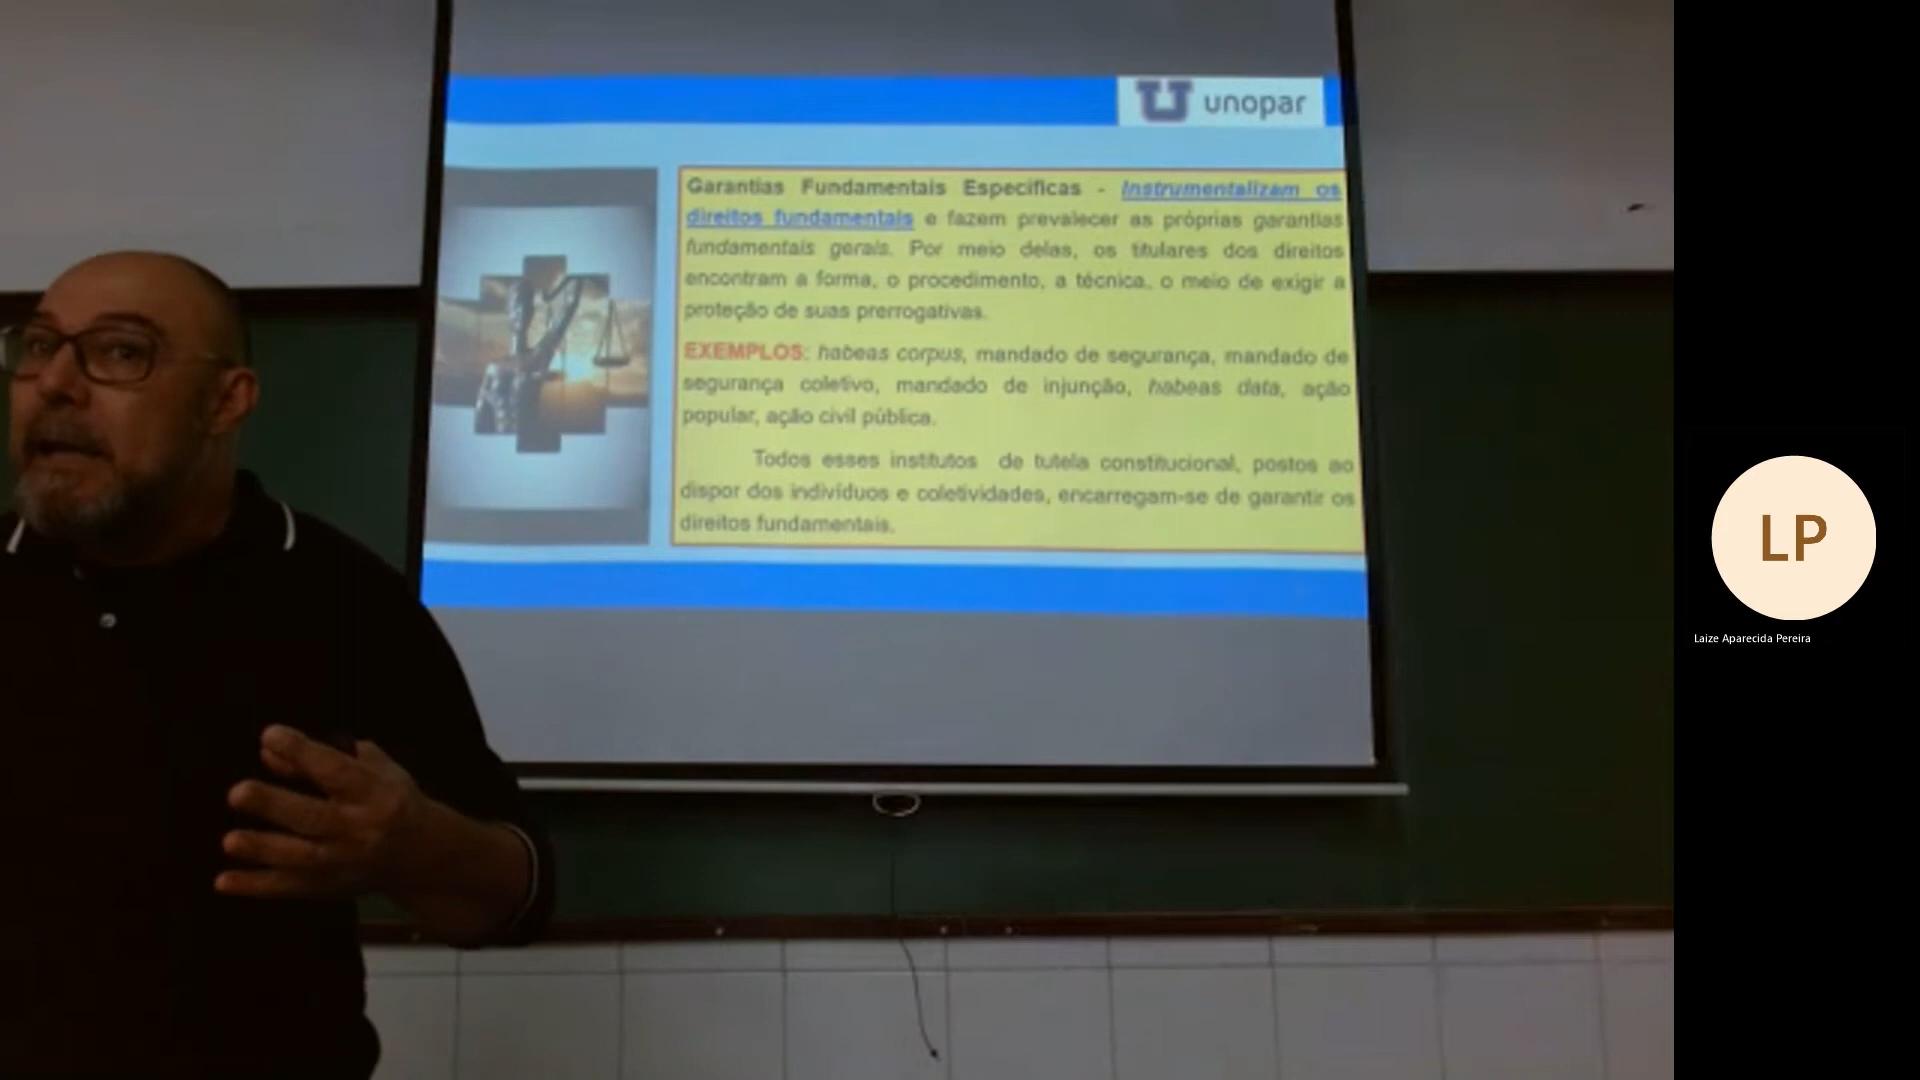 unopar
Garantias Fundamentais Específicas - Instrumentalizam os
direitos fundamentais e fazem prevalecer as próprias garantias
fundamentais gerais. Por meio delas, os titulares dos direitos
encontram a forma, o procedimento, a técnica, o meio de exigir a
proteção de suas prerrogativas.
EXEMPLOS: habeas corpus, mandado de segurança, mandado de
segurança coletivo, mandado de injunção, habeas data, ação
popular, ação civil pública.
Todos esses institutos de tutela constitucional, postos ao
dispor dos indivíduos e coletividades, encarregam-se de garantir os
direitos fundamentais.
LP
Laize Aparecida Pereira